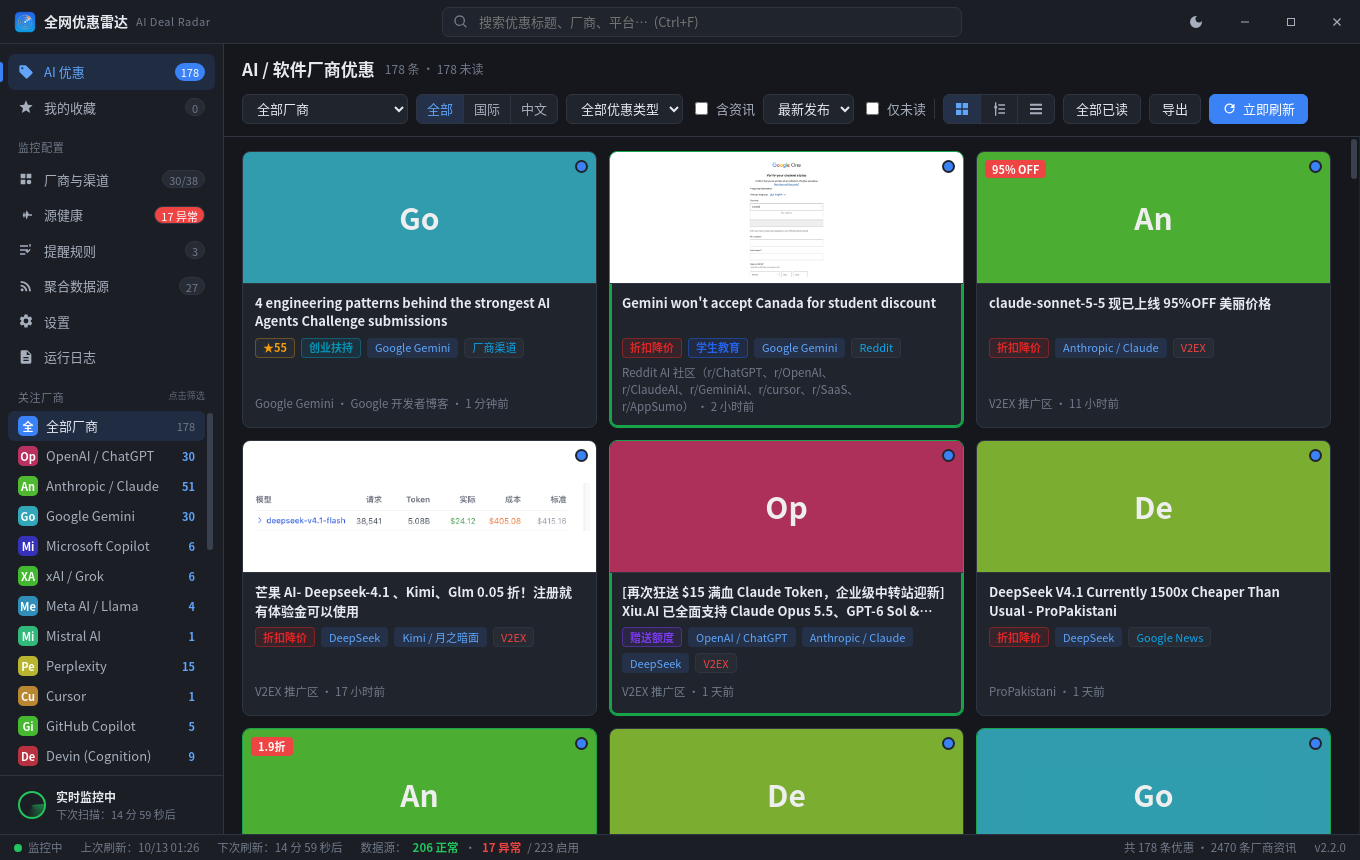 全网优惠雷达 AI Deal Radar
搜索优惠标题、厂商、平台… (Ctrl+F)
AI 优惠 178
我的收藏 0
监控配置
厂商与渠道 30/38
源健康 17 异常
提醒规则 3
聚合数据源 27
设置
运行日志
关注厂商 点击筛选
全 全部厂商 178
Op OpenAI / ChatGPT 30
An Anthropic / Claude 51
Go Google Gemini 30
Mi Microsoft Copilot 6
XA xAI / Grok 6
Me Meta AI / Llama 4
Mi Mistral AI 1
Pe Perplexity 15
Cu Cursor 1
Gi GitHub Copilot 5
De Devin (Cognition) 9
实时监控中
下次扫描：14 分 59 秒后
AI / 软件厂商优惠 178 条 · 178 未读
全部厂商 全部 国际 中文 全部优惠类型 含资讯 最新发布 仅未读 全部已读 导出 立即刷新
Go
4 engineering patterns behind the strongest AI
Agents Challenge submissions
★55 创业扶持 Google Gemini 厂商渠道
Google Gemini · Google 开发者博客 · 1 分钟前
Google One
Gemini won't accept Canada for student discount
折扣降价 学生教育 Google Gemini Reddit
Reddit AI 社区（r/ChatGPT、r/OpenAI、
r/ClaudeAI、r/GeminiAI、r/cursor、r/SaaS、
r/AppSumo） · 2 小时前
95% OFF
An
claude-sonnet-5-5 现已上线 95%OFF 美丽价格
折扣降价 Anthropic / Claude V2EX
V2EX 推广区 · 11 小时前
模型 请求 Token 实际 成本 标准
deepseek-v4.1-flash 38,541 5.08B $24.12 $405.08 $415.16
芒果 AI- Deepseek-4.1 、Kimi、Glm 0.05 折！注册就
有体验金可以使用
折扣降价 DeepSeek Kimi / 月之暗面 V2EX
V2EX 推广区 · 17 小时前
Op
[再次狂送 $15 满血 Claude Token，企业级中转站迎新]
Xiu.AI 已全面支持 Claude Opus 5.5、GPT-6 Sol &…
赠送额度 OpenAI / ChatGPT Anthropic / Claude
DeepSeek V2EX
V2EX 推广区 · 1 天前
De
DeepSeek V4.1 Currently 1500x Cheaper Than
Usual - ProPakistani
折扣降价 DeepSeek Google News
ProPakistani · 1 天前
1.9折
An
De
Go
监控中 上次刷新：10/13 01:26 下次刷新：14 分 59 秒后 数据源： 206 正常 · 17 异常 / 223 启用 共 178 条优惠 · 2470 条厂商资讯 v2.2.0